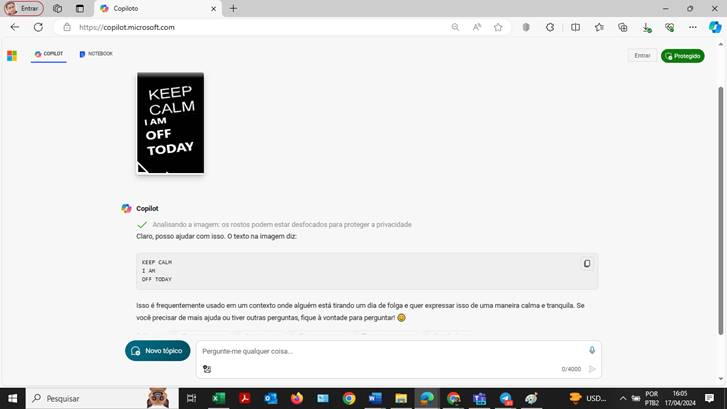 Entrar
Copiloto
https://copilot.microsoft.com
COPILOT
NOTEBOOK
Entrar
Protegido
KEEP
CALM
I AM
OFF
TODAY
Copilot
Analisando a imagem: os rostos podem estar desfocados para proteger a privacidade
Claro, posso ajudar com isso. O texto na imagem diz:
KEEP CALM
I AM
OFF TODAY
Isso é frequentemente usado em um contexto onde alguém está tirando um dia de folga e quer expressar isso de uma maneira calma e tranquila. Se
você precisar de mais ajuda ou tiver outras perguntas, fique à vontade para perguntar!
Novo tópico
Pergunte-me qualquer coisa...
0/4000
Pesquisar
USD...
POR
PTB2
16:05
17/04/2024